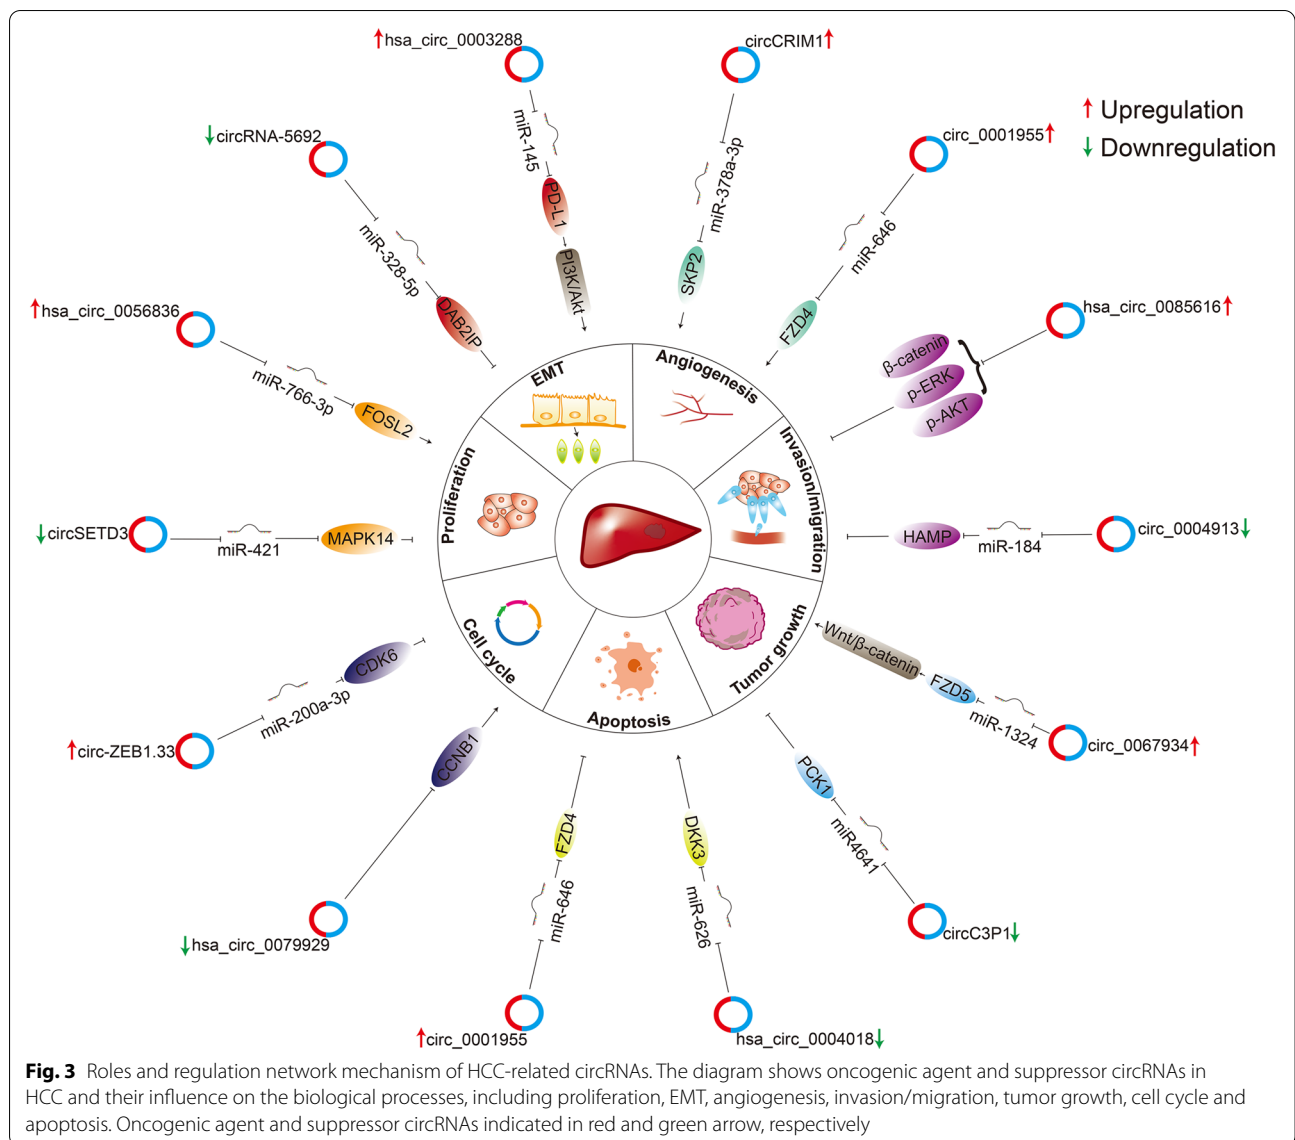 hsa_circ_0003288
circCRIM1
Upregulation
Downregulation
circRNA-5692
circ_0001955
miR-145
miR-378a-3p
PD-L1
miR-328-5p
miR-646
PI3K/Akt
SKP2
DAB2IP
FZD4
hsa_circ_0056836
hsa_circ_0085616
miR-766-3p
FOSL2
β-catenin
p-ERK
p-AKT
EMT
Angiogenesis
Proliferation
Invasion/migration
circSETD3
miR-421
MAPK14
HAMP
miR-184
circ_0004913
Cell cycle
Apoptosis
Tumor growth
CDK6
miR-200a-3p
circ-ZEB1.33
Wnt/β-catenin
FZD5
miR-1324
circ_0067934
CCNB1
hsa_circ_0079929
FZD4
miR-646
circ_0001955
DKK3
miR-626
hsa_circ_0004018
PCK1
miR4641
circC3P1
Fig. 3 Roles and regulation network mechanism of HCC-related circRNAs. The diagram shows oncogenic agent and suppressor circRNAs in
HCC and their influence on the biological processes, including proliferation, EMT, angiogenesis, invasion/migration, tumor growth, cell cycle and
apoptosis. Oncogenic agent and suppressor circRNAs indicated in red and green arrow, respectively